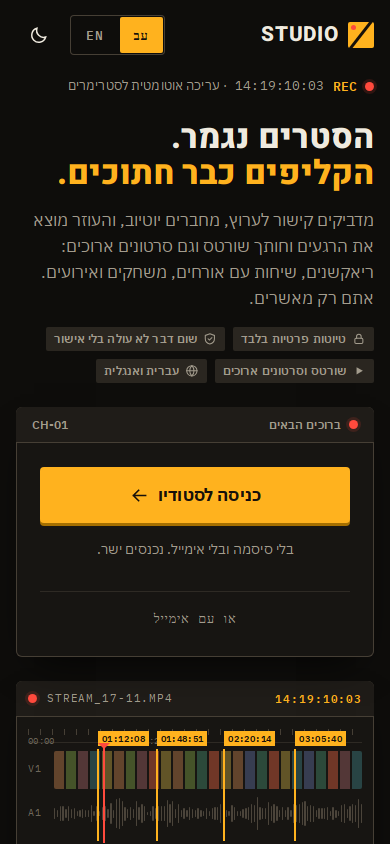 STUDIO
עב EN
REC 14:19:10:03 · עריכה אוטומטית לסטרימרים
הסטרים נגמר.
הקליפים כבר חתוכים.
מדביקים קישור לערוץ, מחברים יוטיוב, והעוזר מוצא
את הרגעים וחותך שורטס וגם סרטונים ארוכים:
ריאקשנים, שיחות עם אורחים, משחקים ואירועים.
אתם רק מאשרים.
טיוטות פרטיות בלבד שום דבר לא עולה בלי אישור
שורטס וסרטונים ארוכים עברית ואנגלית
ברוכים הבאים CH-01
כניסה לסטודיו ←
בלי סיסמה ובלי אימייל. נכנסים ישר.
או עם אימייל
STREAM_17-11.MP4 14:19:10:03
00:00 01:12:08 01:48:51 02:20:14 03:05:40
V1
A1